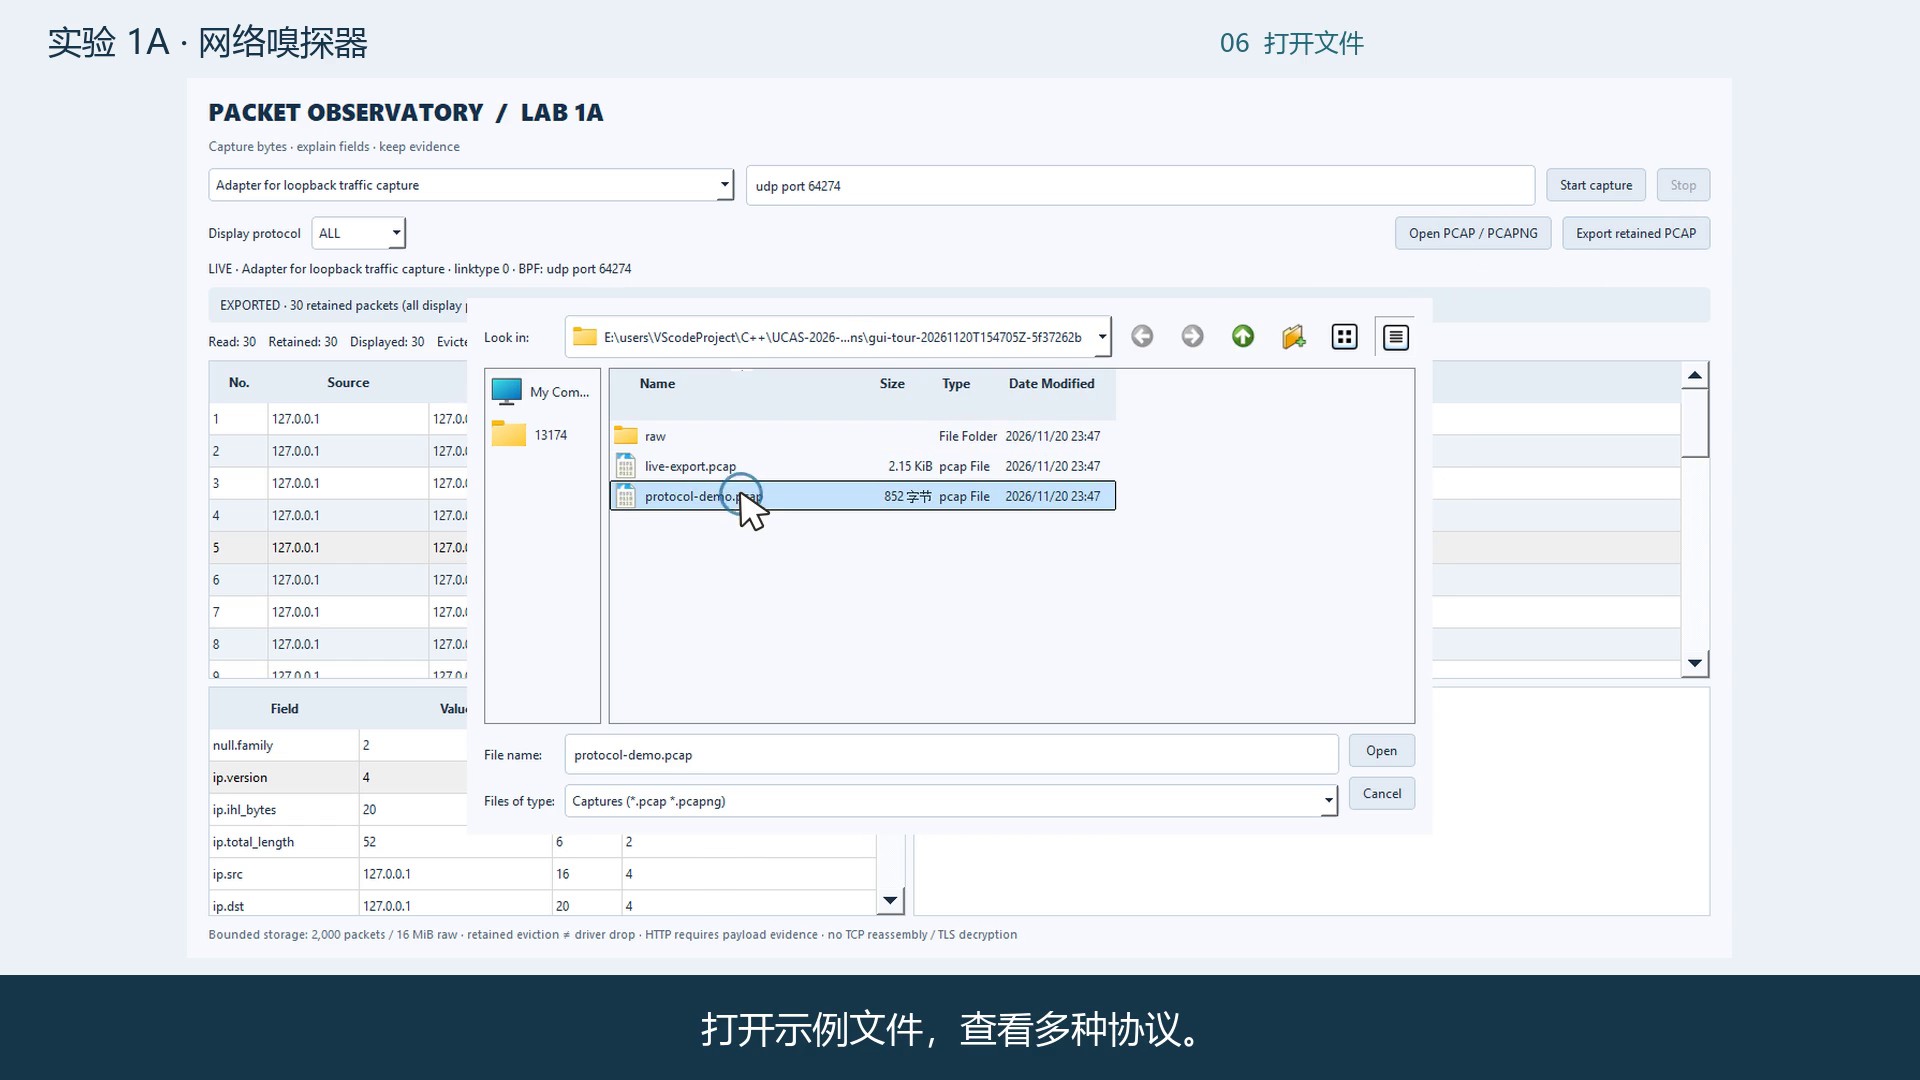 实验 1A · 网络嗅探器
06 打开文件
PACKET OBSERVATORY / LAB 1A
Capture bytes · explain fields · keep evidence
Adapter for loopback traffic capture
udp port 64274
Start capture
Stop
Display protocol
ALL
Open PCAP / PCAPNG
Export retained PCAP
LIVE · Adapter for loopback traffic capture · linktype 0 · BPF: udp port 64274
EXPORTED · 30 retained packets (all display
Read: 30 Retained: 30 Displayed: 30
No. Source
1 127.0.0.1
2 127.0.0.1
3 127.0.0.1
4 127.0.0.1
5 127.0.0.1
6 127.0.0.1
7 127.0.0.1
8 127.0.0.1
9 127.0.0.1
Look in:
E:\users\VScodeProject\C++\UCAS-2026-...ns\gui-tour-20261120T154705Z-5f37262b
My Com...
13174
Name Size Type Date Modified
raw File Folder 2026/11/20 23:47
live-export.pcap 2.15 KiB pcap File 2026/11/20 23:47
protocol-demo.pcap 852 字节 pcap File 2026/11/20 23:47
File name:
protocol-demo.pcap
Open
Files of type:
Captures (*.pcap *.pcapng)
Cancel
Field Value
null.family 2
ip.version 4
ip.ihl_bytes 20
ip.total_length 52 6 2
ip.src 127.0.0.1 16 4
ip.dst 127.0.0.1 20 4
Bounded storage: 2,000 packets / 16 MiB raw · retained eviction ≠ driver drop · HTTP requires payload evidence · no TCP reassembly / TLS decryption
打开示例文件，查看多种协议。